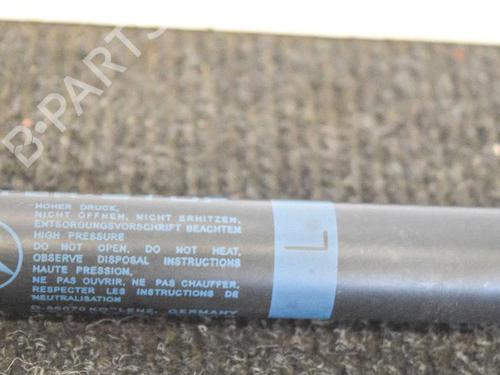 B-PARTS
HOHER DRUCK,
NICHT ÖFFNEN, NICHT ERHITZEN,
ENTSORGUNGSVORSCHRIFT BEACHTEN
HIGH PRESSURE
DO NOT OPEN, DO NOT HEAT,
OBSERVE DISPOSAL INSTRUCTIONS
HAUTE PRESSION,
NE PAS OUVRIR, NE PAS CHAUFFER,
RESPECTER LES INSTRUCTIONS DE
NEUTRALISATION
GERMANY
L